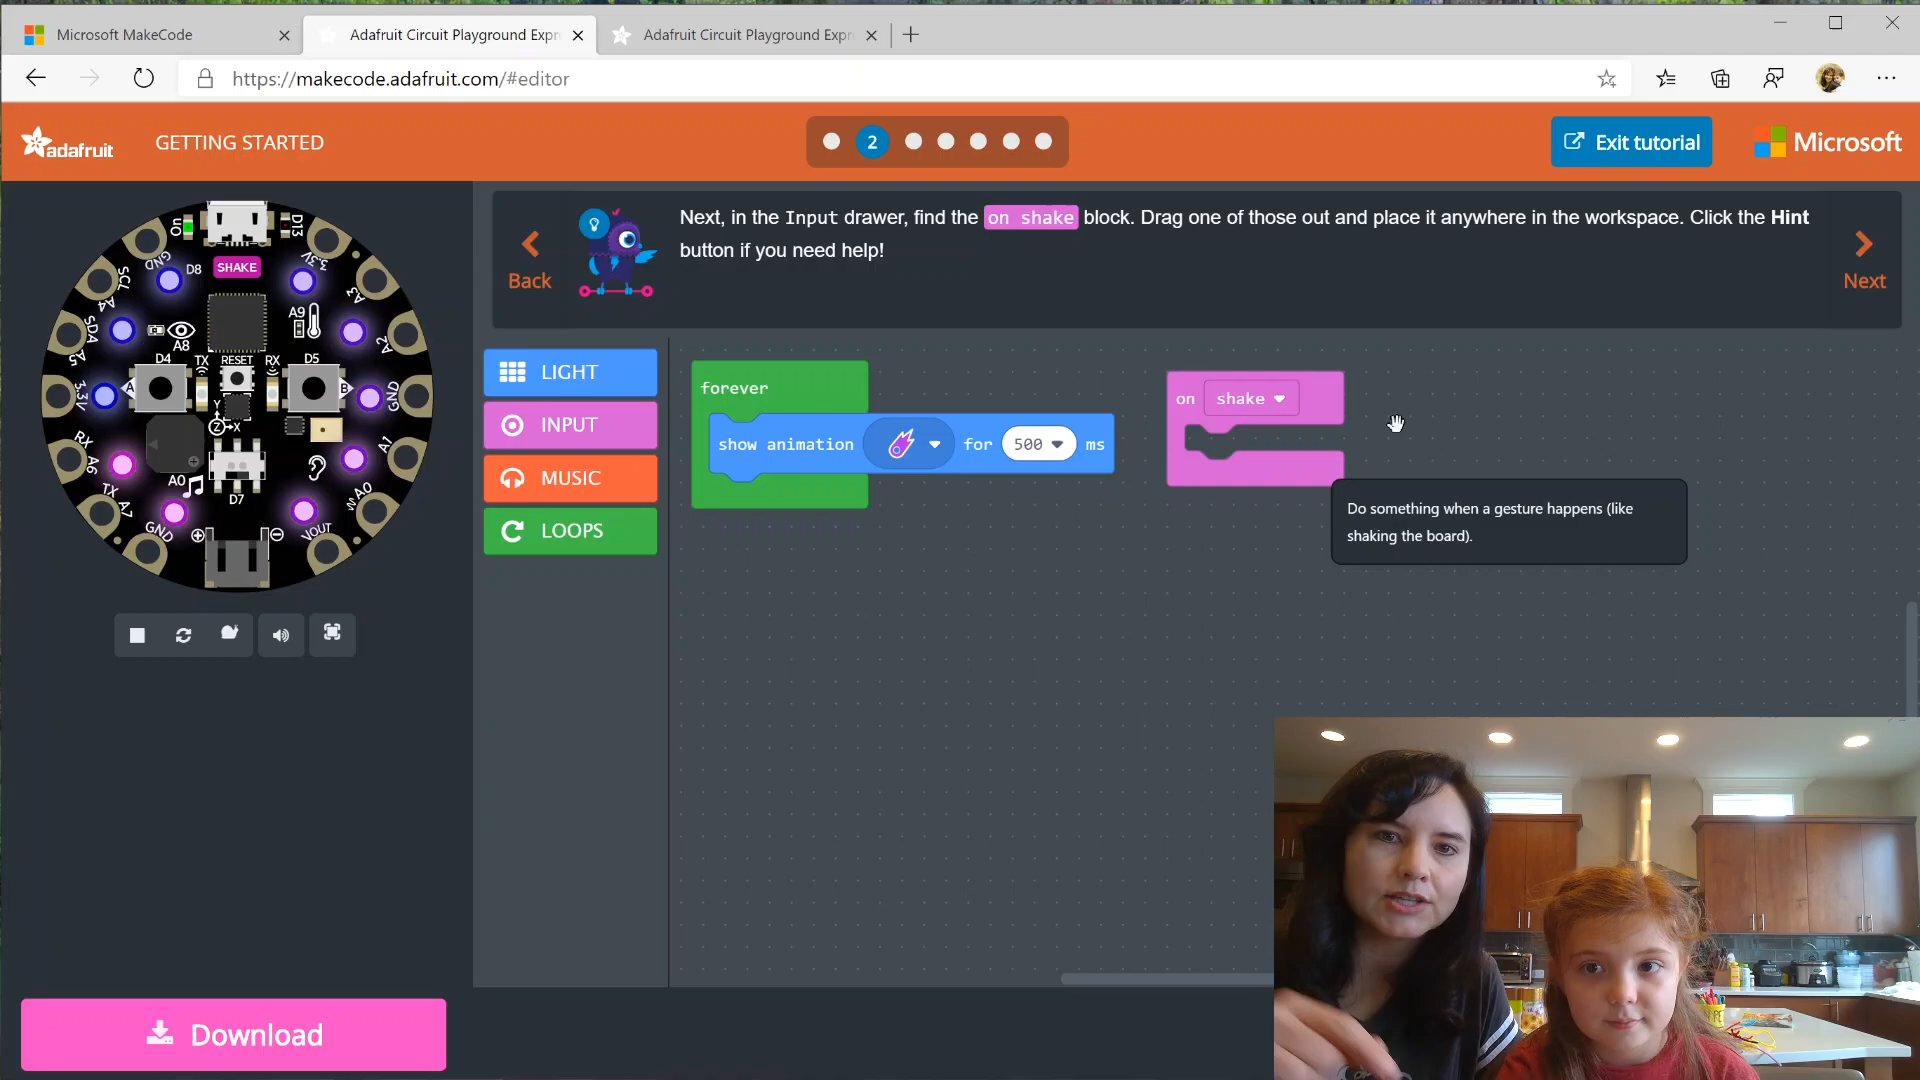 Microsoft MakeCode
Adafruit Circuit Playground Expr
Adafruit Circuit Playground Expr
https://makecode.adafruit.com/#editor
adafruit
GETTING STARTED
2
Exit tutorial
Microsoft
Back
Next, in the Input drawer, find the on shake block. Drag one of those out and place it anywhere in the workspace. Click the Hint
button if you need help!
Next
ON
D13
SHAKE
GND
D8
3.3V
SCL
A4
A9
A3
SDA
A5
A8
A2
D4
TX
RESET
RX
D5
3.3V
A
B
GND
Y
Z
X
RX
A6
A1
TX
A7
A0
D7
A0
GND
VOUT
LIGHT
INPUT
MUSIC
LOOPS
forever
show animation for 500 ms
on shake
Do something when a gesture happens (like
shaking the board).
Download